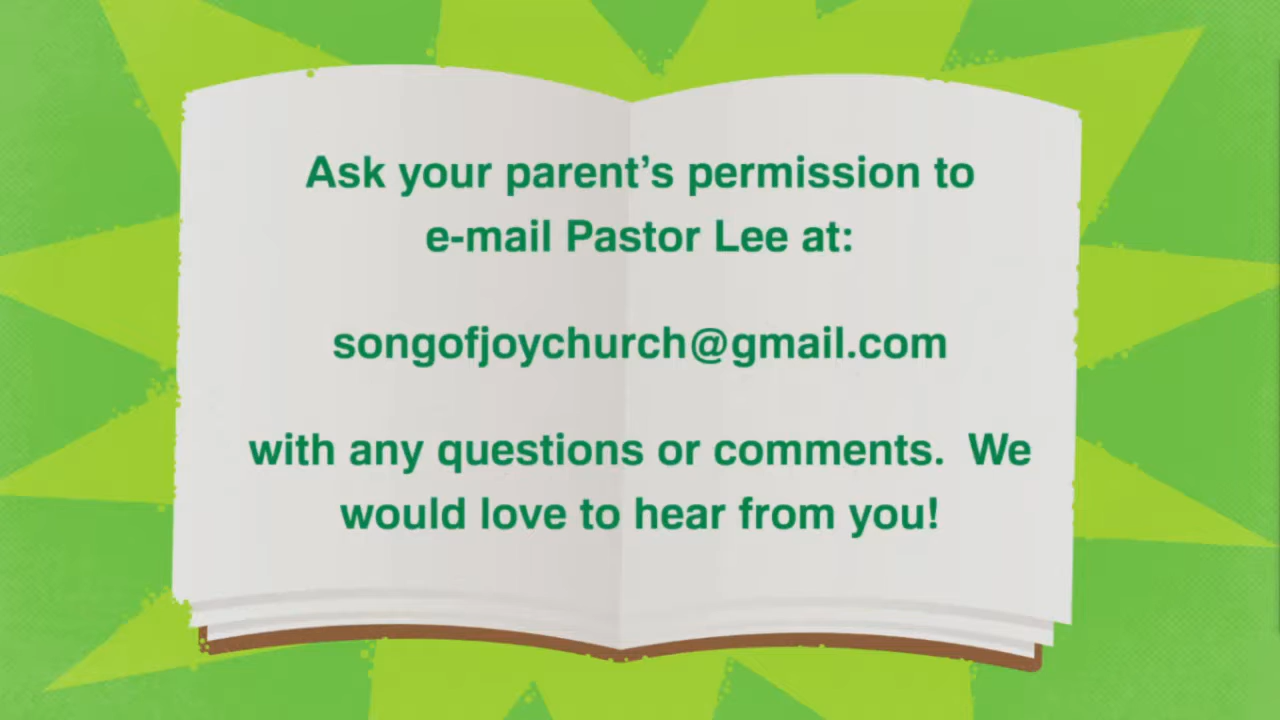 Ask your parent’s permission to
e-mail Pastor Lee at:
songofjoychurch@gmail.com
with any questions or comments.  We
would love to hear from you!